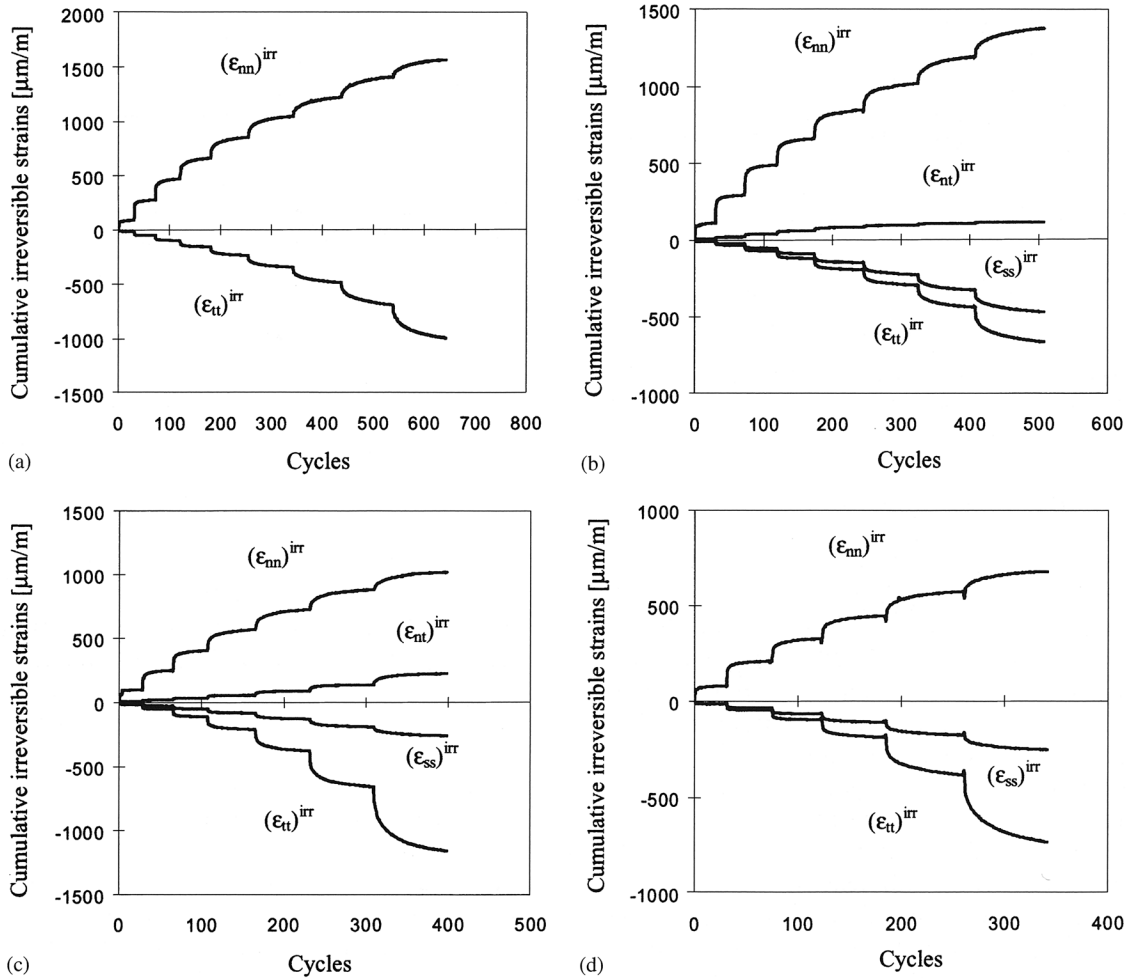 Cumulative irreversible strains [µm/m]
2000
1500
1000
500
0
-500
-1000
-1500
(εnn)irr
(εtt)irr
0 100 200 300 400 500 600 700 800
Cycles
(a)
Cumulative irreversible strains [µm/m]
1500
1000
500
0
-500
-1000
(εnn)irr
(εnt)irr
(εss)irr
(εtt)irr
0 100 200 300 400 500 600
Cycles
(b)
Cumulative irreversible strains [µm/m]
1500
1000
500
0
-500
-1000
-1500
(εnn)irr
(εnt)irr
(εss)irr
(εtt)irr
0 100 200 300 400 500
Cycles
(c)
Cumulative irreversible strains [µm/m]
1000
500
0
-500
-1000
(εnn)irr
(εss)irr
(εtt)irr
0 100 200 300 400
Cycles
(d)